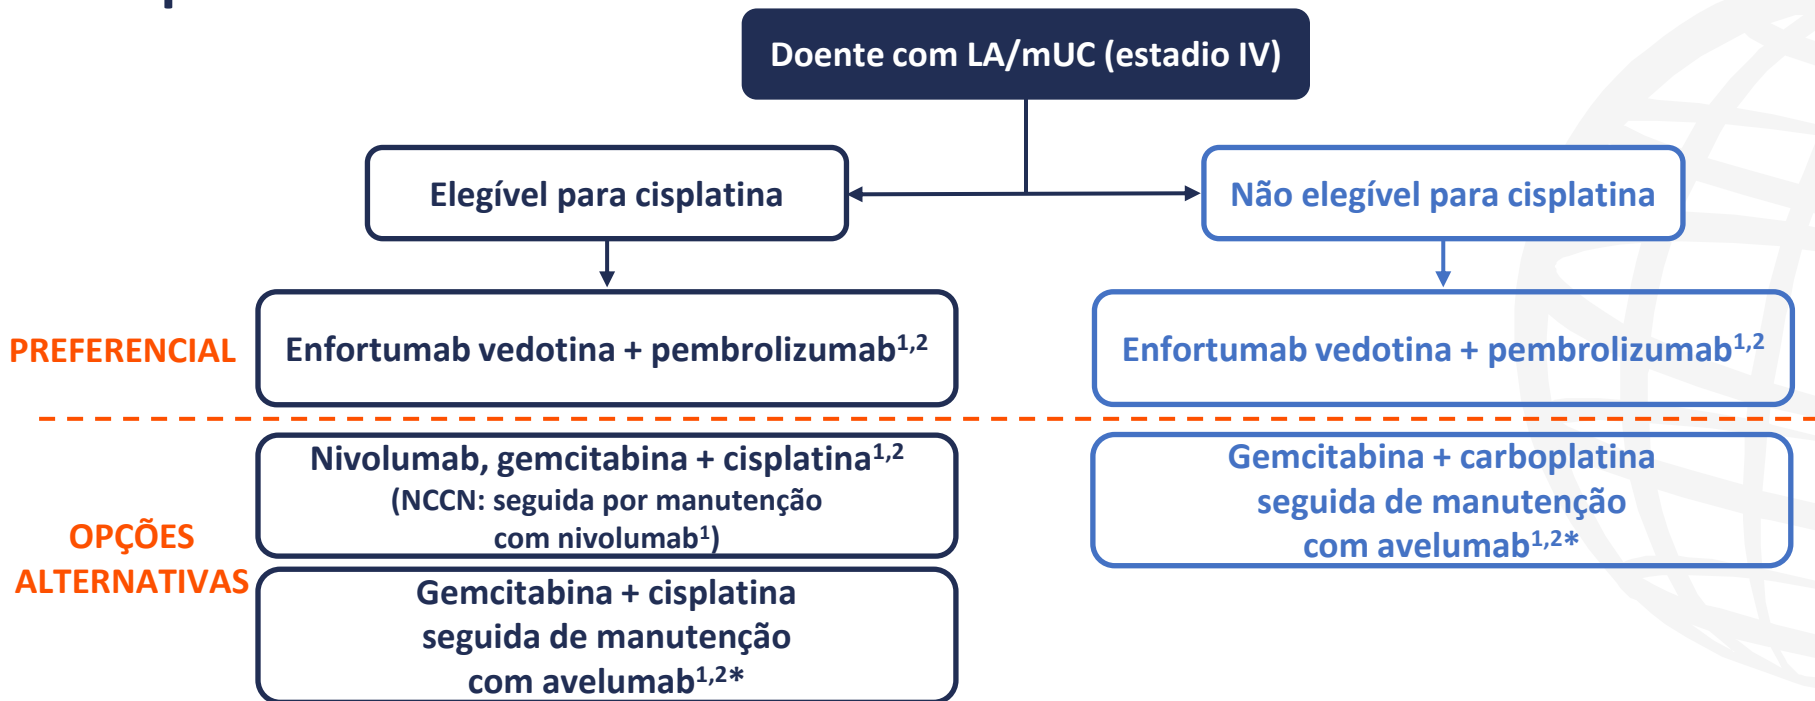 Doente com LA/mUC (estadio IV)
Elegível para cisplatina
Não elegível para cisplatina
PREFERENCIAL
Enfortumab vedotina + pembrolizumab1,2
Enfortumab vedotina + pembrolizumab1,2
OPÇÕES
ALTERNATIVAS
Nivolumab, gemcitabina + cisplatina1,2
(NCCN: seguida por manutenção
com nivolumab1)
Gemcitabina + cisplatina
seguida de manutenção
com avelumab1,2*
Gemcitabina + carboplatina
seguida de manutenção
com avelumab1,2*